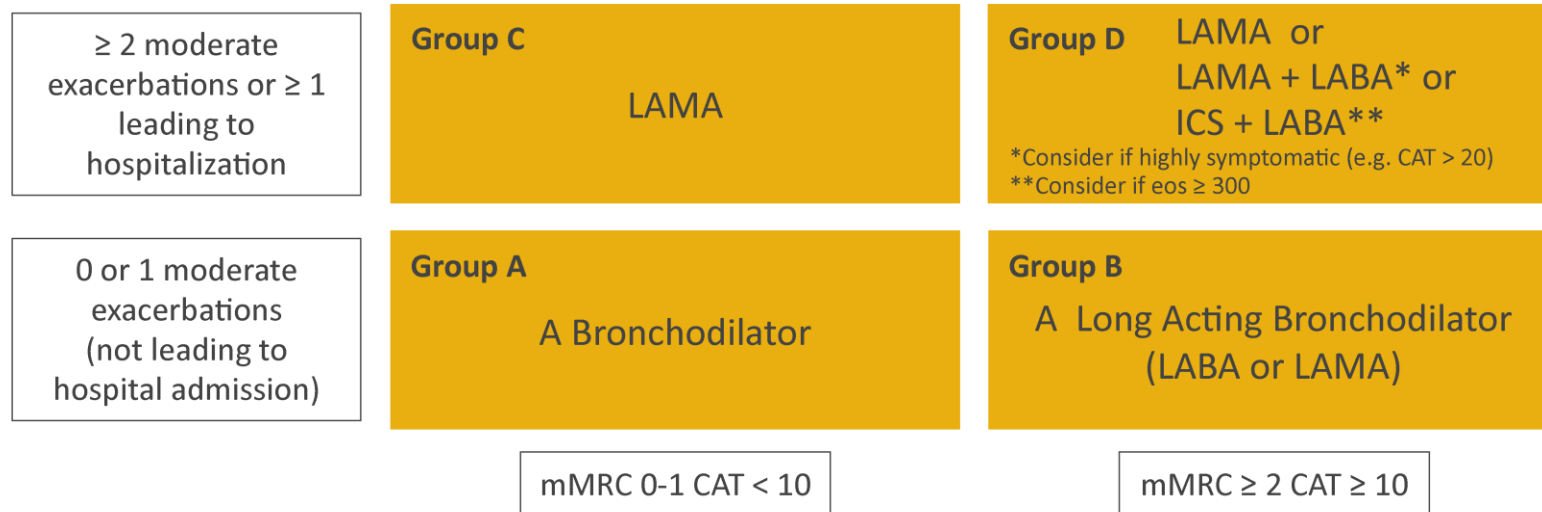 ≥ 2 moderate
exacerbations or ≥ 1
leading to
hospitalization
Group C
LAMA
Group D
LAMA or
LAMA + LABA* or
ICS + LABA**
*Consider if highly symptomatic (e.g. CAT > 20)
**Consider if eos ≥ 300
0 or 1 moderate
exacerbations
(not leading to
hospital admission)
Group A
A Bronchodilator
Group B
A Long Acting Bronchodilator
(LABA or LAMA)
mMRC 0-1 CAT < 10
mMRC ≥ 2 CAT ≥ 10